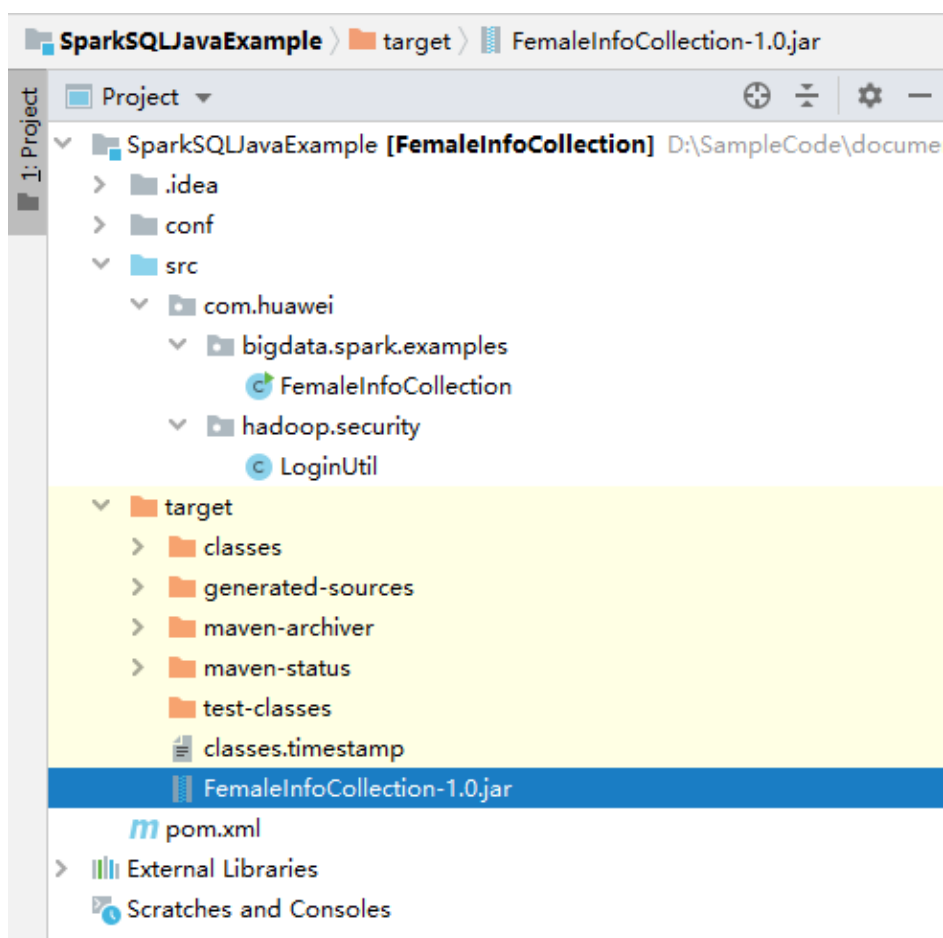 SparkSQLJavaExample 〉 target 〉 FemaleInfoCollection-1.0.jar
1: Project
Project
SparkSQLJavaExample [FemaleInfoCollection] D:\SampleCode\docume
.idea
conf
src
com.huawei
bigdata.spark.examples
FemaleInfoCollection
hadoop.security
LoginUtil
target
classes
generated-sources
maven-archiver
maven-status
test-classes
classes.timestamp
FemaleInfoCollection-1.0.jar
pom.xml
External Libraries
Scratches and Consoles